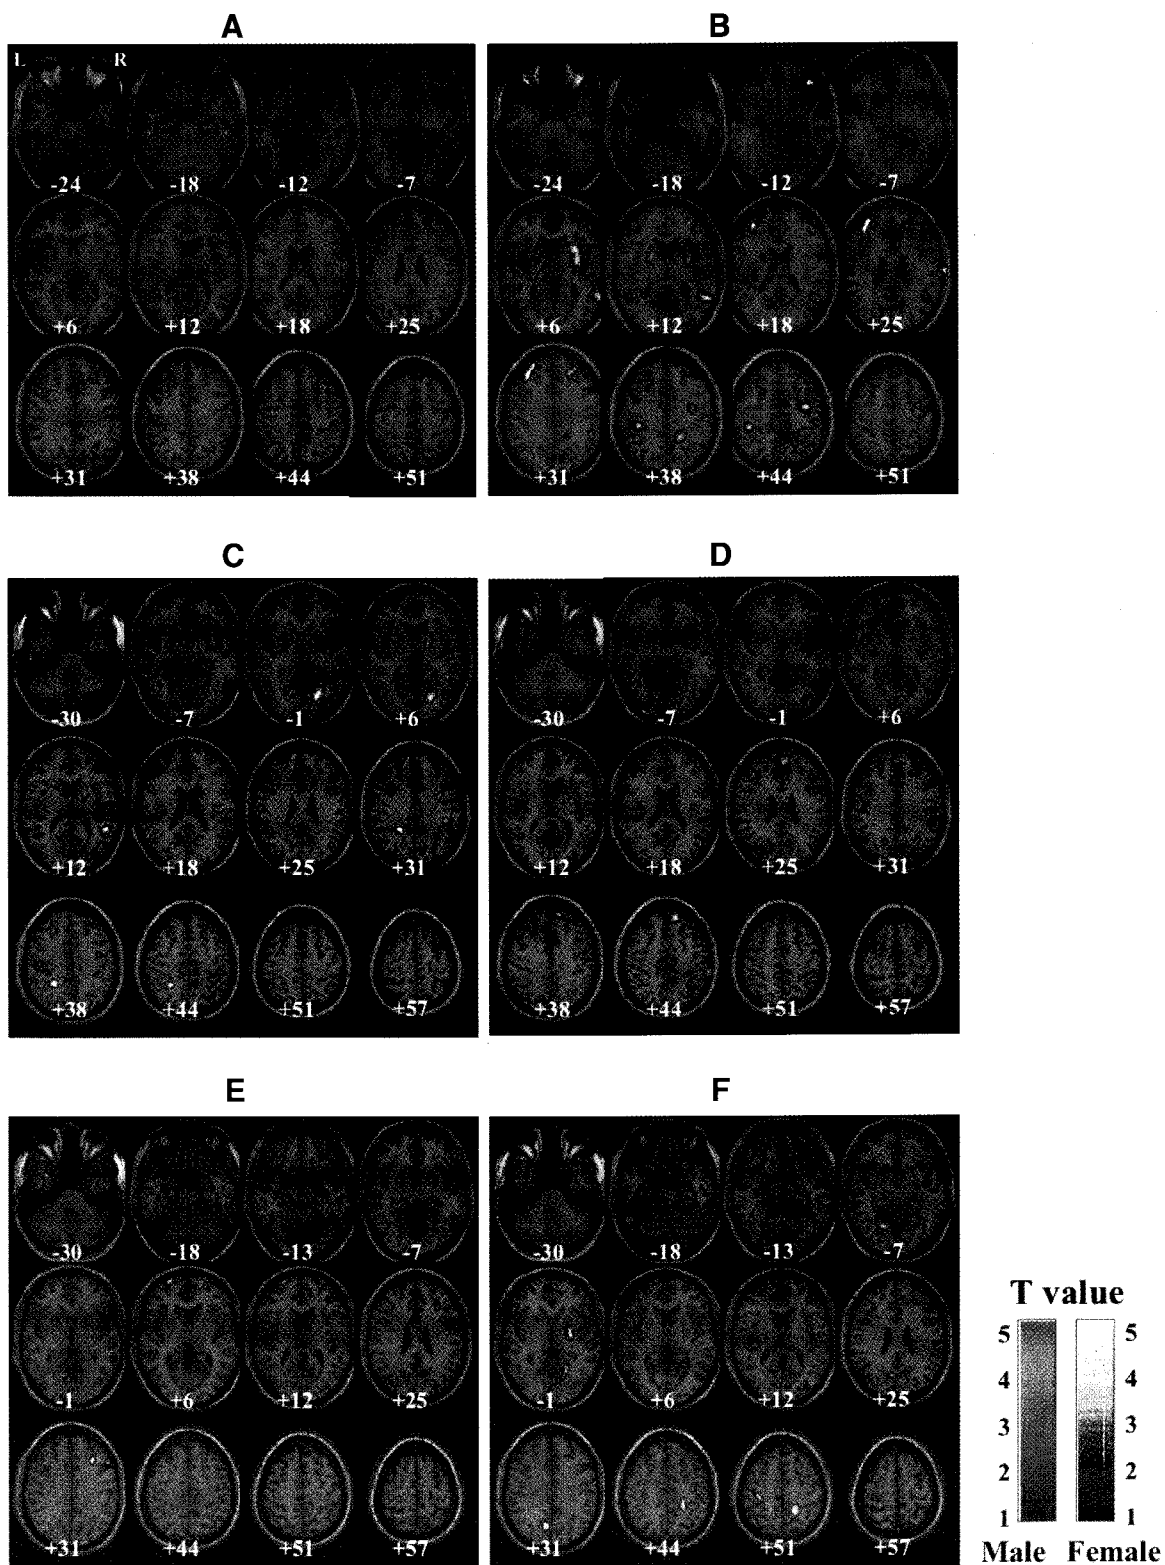 A B
L R
-24 -18 -12 -7 -24 -18 -12 -7
+6 +12 +18 +25 +6 +12 +18 +25
+31 +38 +44 +51 +31 +38 +44 +51
C D
-30 -7 -1 +6 -30 -7 -1 +6
+12 +18 +25 +31 +12 +18 +25 +31
+38 +44 +51 +57 +38 +44 +51 +57
E F
-30 -18 -13 -7 -30 -18 -13 -7
-1 +6 +12 +25 -1 +6 +12 +25
+31 +44 +51 +57 +31 +44 +51 +57
T value
5 5
4 4
3 3
2 2
1 1
Male Female